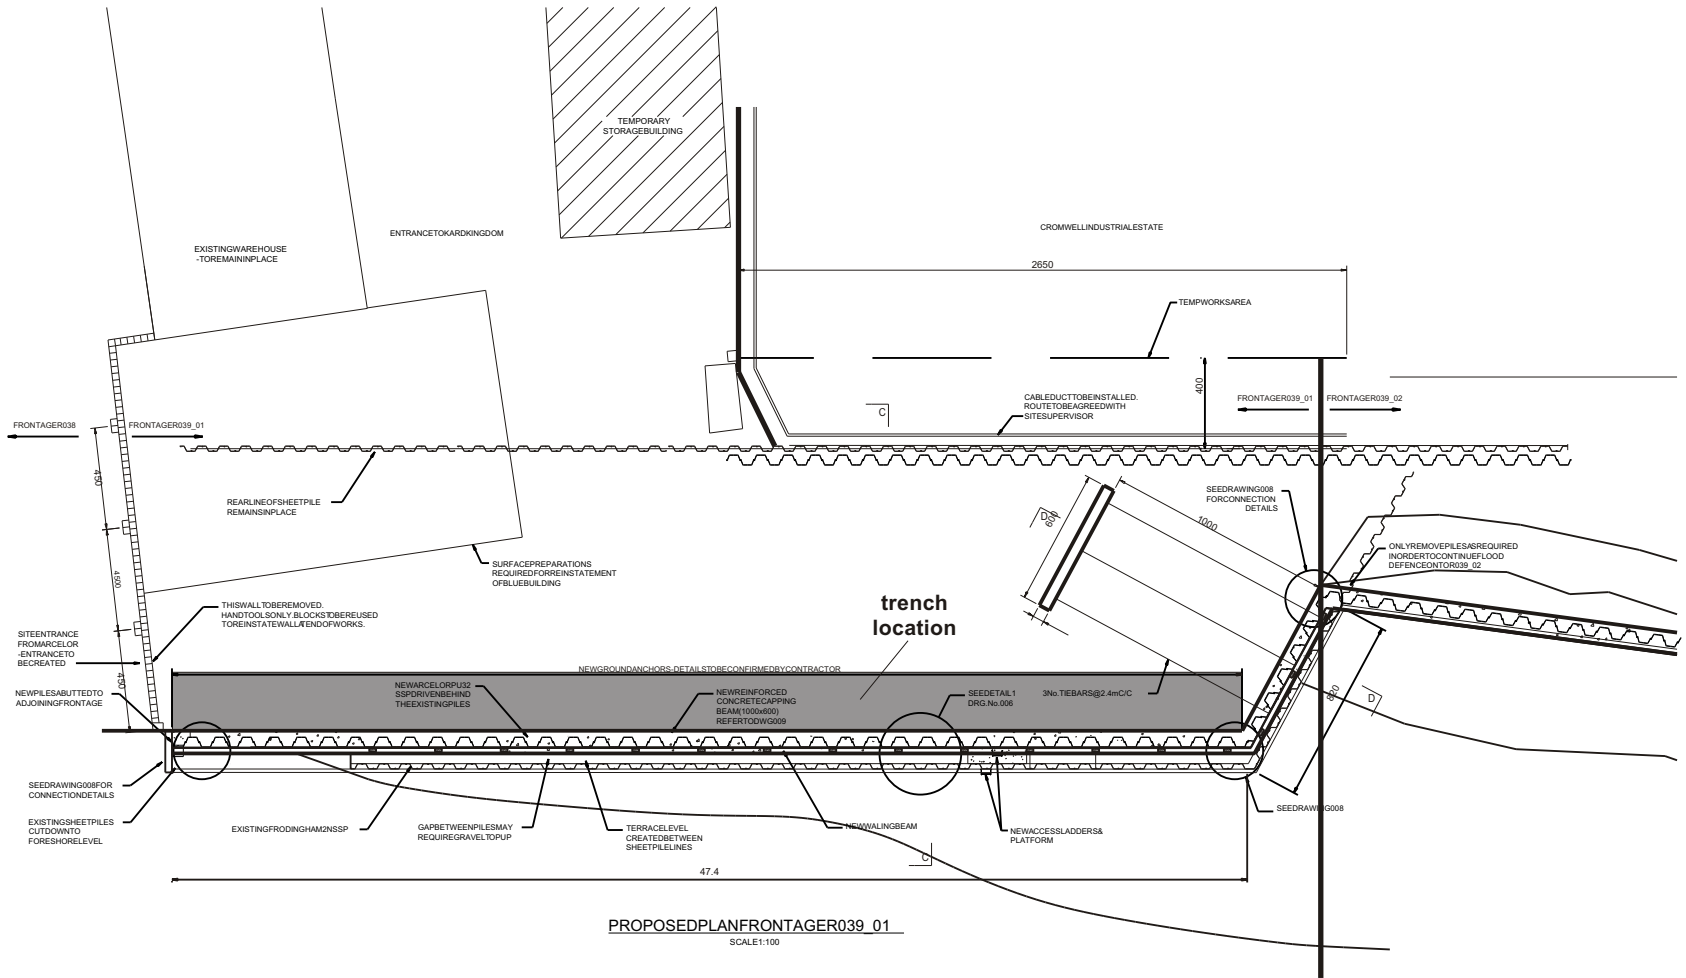 TEMPORARY
STORAGEBUILDING
ENTRANCETOKARDKINGDOM
CROMWELLINDUSTRIALESTATE
EXISTINGWAREHOUSE
-TOREMAININPLACE
2650
TEMPWORKSAREA
400
CABLEDUCTTOBEINSTALLED.
ROUTETOBEAGREEDWITH
SITESUPERVISOR
C
FRONTAGER039_01
FRONTAGER039_02
FRONTAGER038
FRONTAGER039_01
450
REARLINEOFSHEETPILE
REMAINSINPLACE
SEEDRAWING008
FORCONNECTION
DETAILS
D
600
1000
ONLYREMOVEPILESASREQUIRED
INORDERTOCONTINUEFLOOD
DEFENCEONTOR039_02
SURFACEPREPARATIONS
REQUIREDFORREINSTATEMENT
OFBLUEBUILDING
4500
THISWALLTOBEREMOVED.
HANDTOOLSONLY.BLOCKSTOBEREUSED
TOREINSTATEWALLATENDOFWORKS.
trench
location
SITEENTRANCE
FROMARCELOR
-ENTRANCETO
BECREATED
450
NEWGROUNDANCHORS-DETAILSTOBECONFIRMEDBYCONTRACTOR
NEWPILESABUTTEDTO
ADJOININGFRONTAGE
NEWARCELORPU32
SSPDRIVENBEHIND
THEEXISTINGPILES
NEWREINFORCED
CONCRETECAPPING
BEAM(1000x600)
REFERTODWG009
SEEDETAIL1
DRG.No.006
3No.TIEBARS@2.4mC/C
820
D
SEEDRAWING008FOR
CONNECTIONDETAILS
EXISTINGSHEETPILES
CUTDOWNTO
FORESHORELEVEL
EXISTINGFRODINGHAM2NSSP
GAPBETWEENPILESMAY
REQUIREGRAVELTOPUP
TERRACELEVEL
CREATEDBETWEEN
SHEETPILELINES
NEWWALINGBEAM
NEWACCESSLADDERS&
PLATFORM
SEEDRAWING008
C
47.4
PROPOSEDPLANFRONTAGER039_01
SCALE1:100